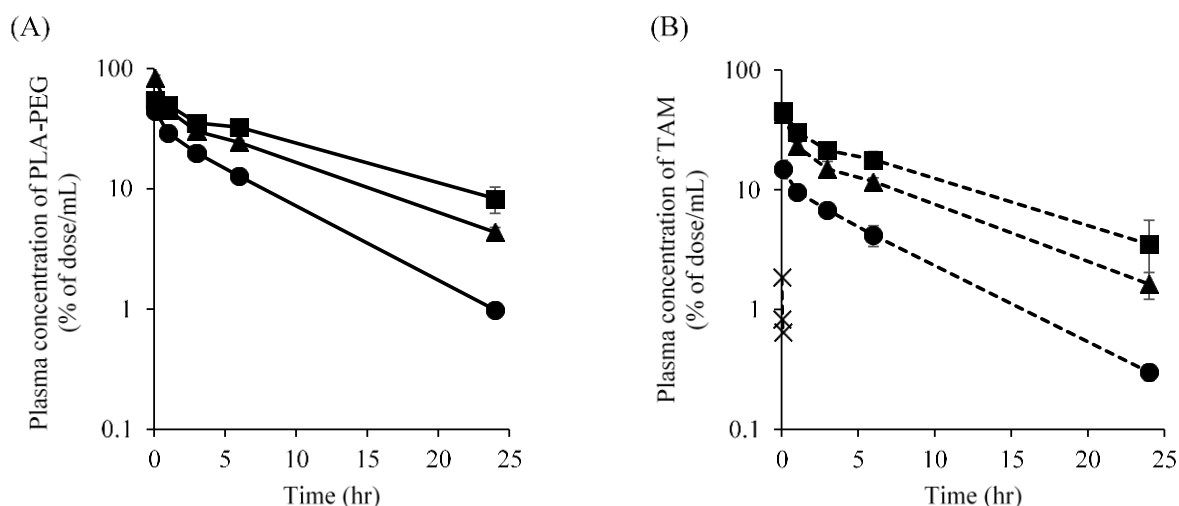 (A)
Plasma concentration of PLA-PEG
(% of dose/mL)
100
10
1
0.1
0 5 10 15 20 25
Time (hr)
(B)
Plasma concentration of TAM
(% of dose/mL)
100
10
1
0.1
0 5 10 15 20 25
Time (hr)